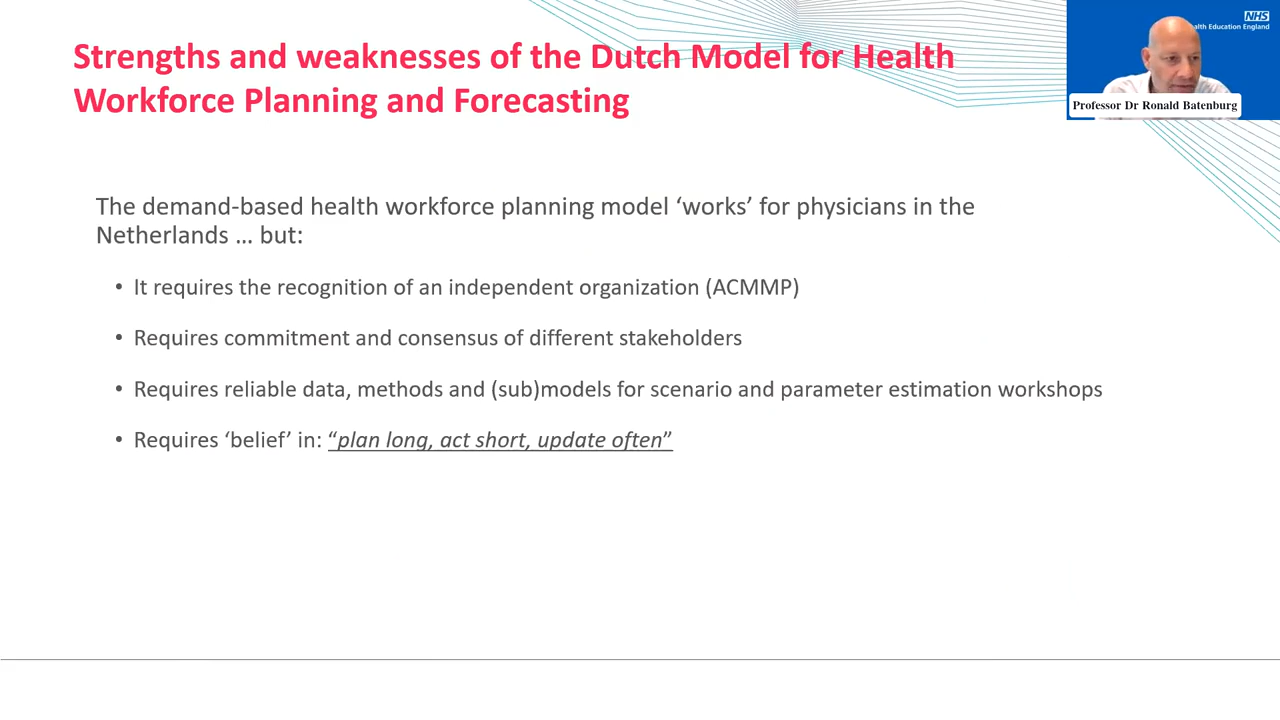 Strengths and weaknesses of the Dutch Model for Health
Workforce Planning and Forecasting
NHS
alth Education England
Professor Dr Ronald Batenburg
The demand-based health workforce planning model ‘works’ for physicians in the
Netherlands … but:
• It requires the recognition of an independent organization (ACMMP)
• Requires commitment and consensus of different stakeholders
• Requires reliable data, methods and (sub)models for scenario and parameter estimation workshops
• Requires ‘belief’ in: “plan long, act short, update often”